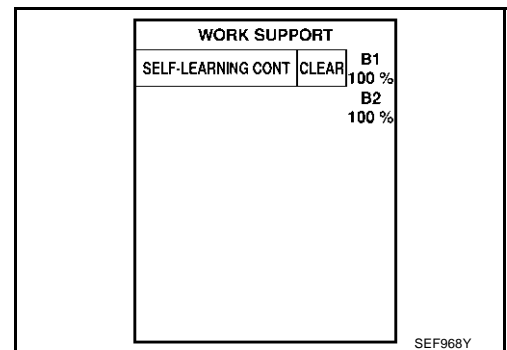 WORK SUPPORT
SELF-LEARNING CONT CLEAR B1
100 %
B2
100 %
SEF968Y